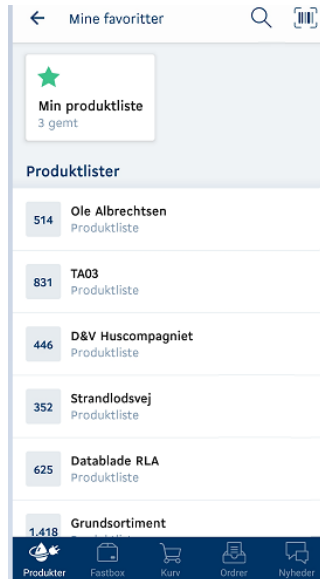 Mine favoritter
Min produktliste
3 gemt
Produktlister
514
Ole Albrechtsen
Produktliste
831
TA03
Produktliste
446
D&V Huscompagniet
Produktliste
352
Strandlodsvej
Produktliste
625
Datablade RLA
Produktliste
1.418
Grundsortiment
Produkter Fastbox Kurv Ordrer Nyheder